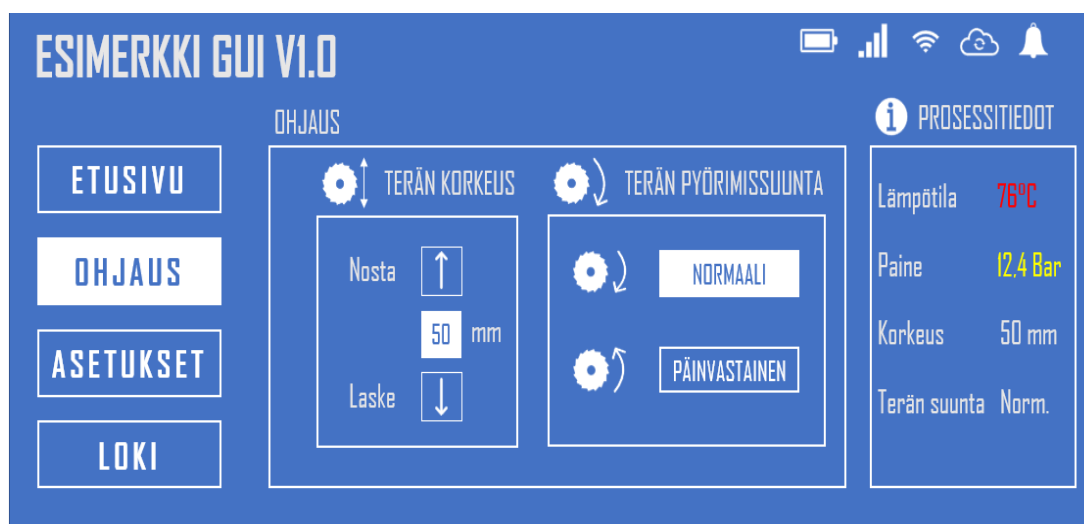 ESIMERKKI GUI V1.0
OHJAUS
i PROSESSITIEDOT
ETUSIVU
OHJAUS
ASETUKSET
LOKI
TERÄN KORKEUS
Nosta
50 mm
Laske
TERÄN PYÖRIMISSUUNTA
NORMAALI
PÄINVASTAINEN
Lämpötila 76°C
Paine 12,4 Bar
Korkeus 50 mm
Terän suunta Norm.